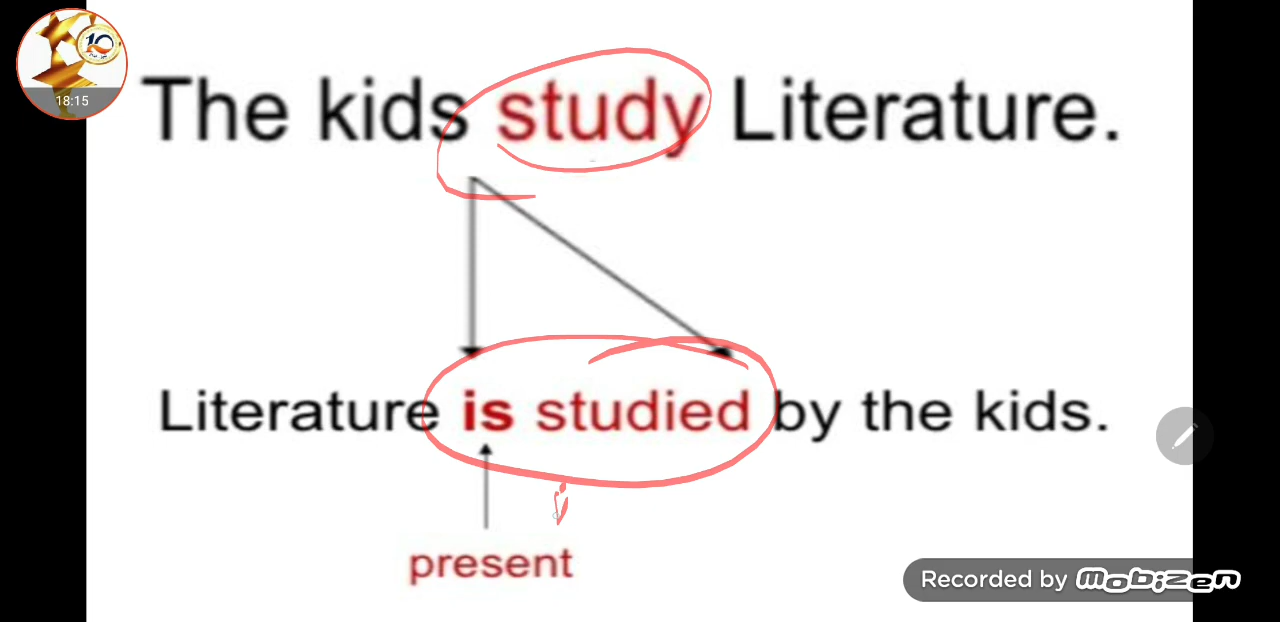 18:15
The kids study Literature.
Literature is studied by the kids.
present
Recorded by Mobizen